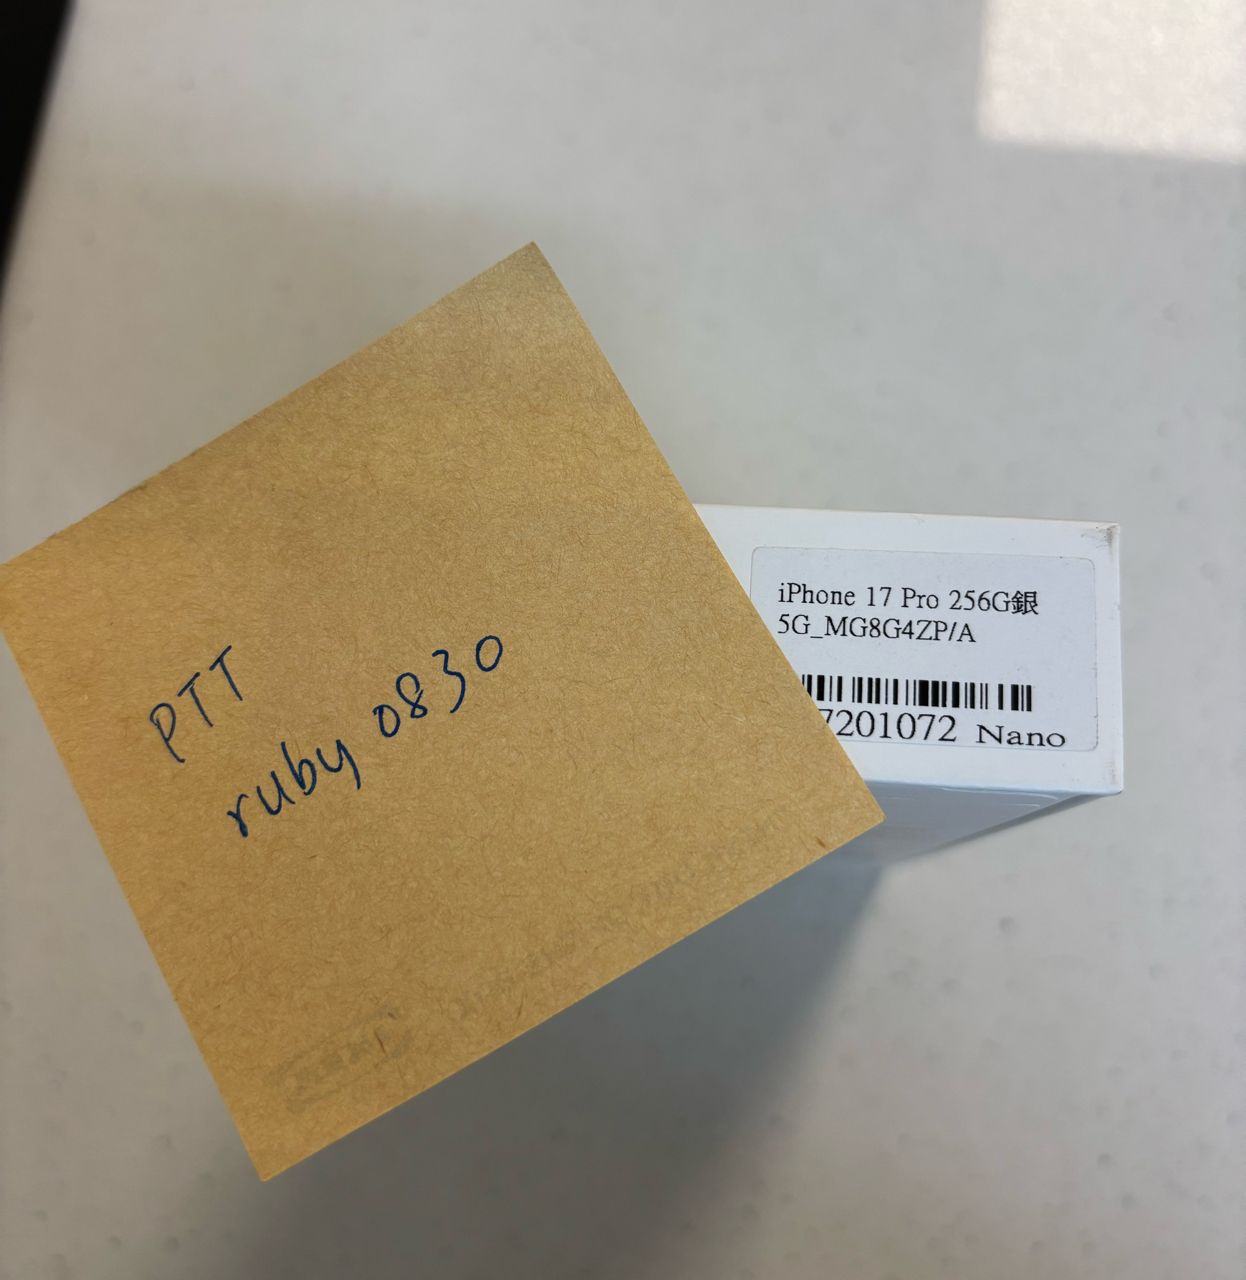 PTT
ruby 0830
iPhone 17 Pro 256G銀
5G_MG8G4ZP/A
7201072 Nano